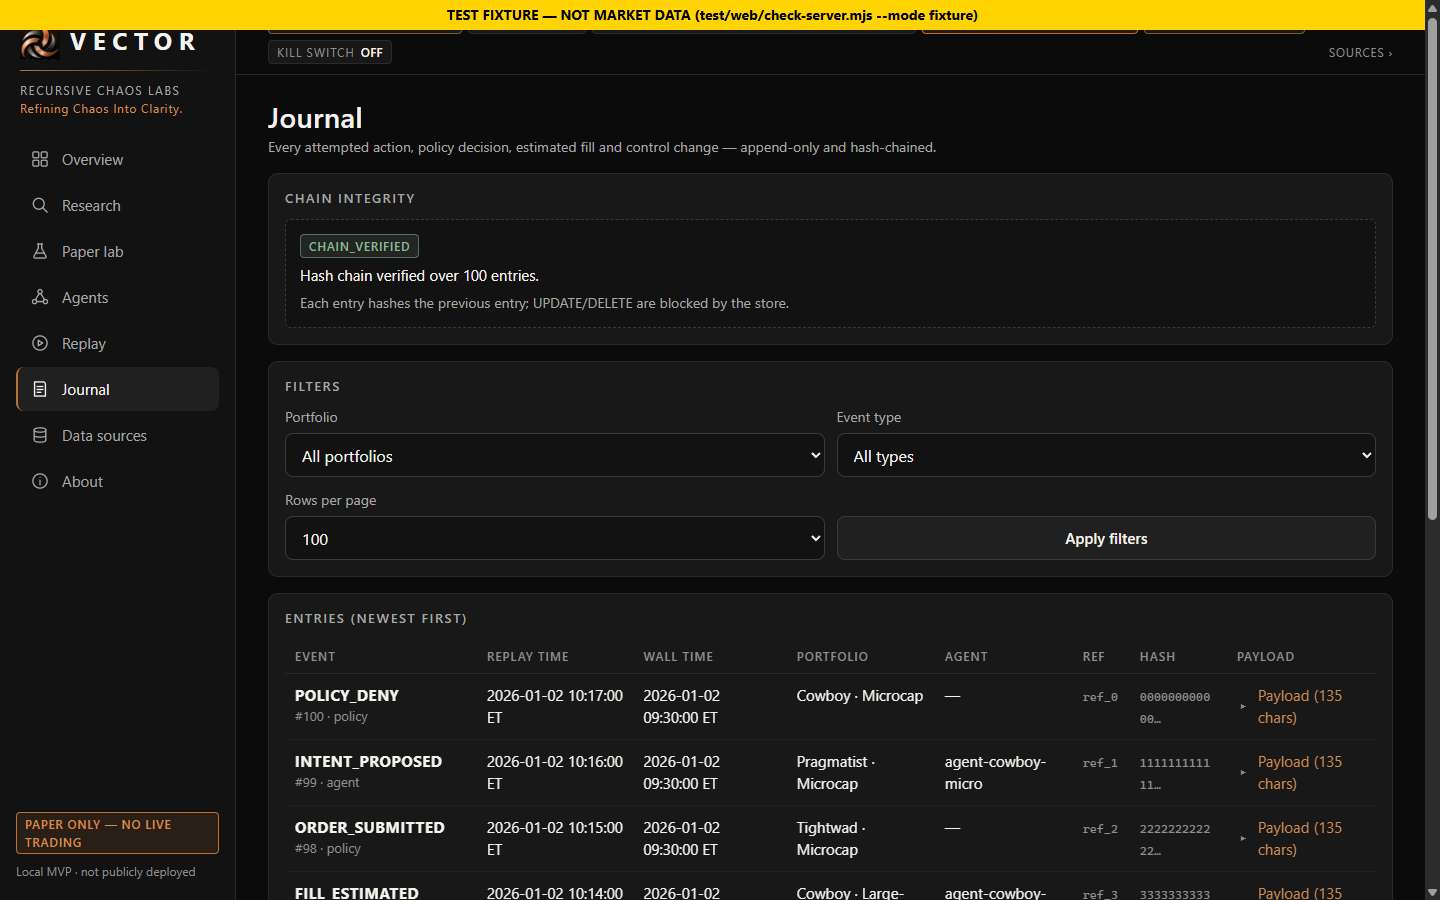 TEST FIXTURE — NOT MARKET DATA (test/web/check-server.mjs --mode fixture)
VECTOR
RECURSIVE CHAOS LABS
Refining Chaos Into Clarity.
Overview
Research
Paper lab
Agents
Replay
Journal
Data sources
About
PAPER ONLY — NO LIVE
TRADING
Local MVP · not publicly deployed
KILL SWITCH OFF
SOURCES ›
Journal
Every attempted action, policy decision, estimated fill and control change — append-only and hash-chained.
CHAIN INTEGRITY
CHAIN_VERIFIED
Hash chain verified over 100 entries.
Each entry hashes the previous entry; UPDATE/DELETE are blocked by the store.
FILTERS
Portfolio
Event type
All portfolios
All types
Rows per page
100
Apply filters
ENTRIES (NEWEST FIRST)
EVENT REPLAY TIME WALL TIME PORTFOLIO AGENT REF HASH PAYLOAD
POLICY_DENY 2026-01-02 10:17:00 2026-01-02 Cowboy · Microcap — ref_0 0000000000 Payload (135
#100 · policy ET 09:30:00 ET 00… chars)
INTENT_PROPOSED 2026-01-02 10:16:00 2026-01-02 Pragmatist · agent-cowboy- ref_1 1111111111 Payload (135
#99 · agent ET 09:30:00 ET Microcap micro 11… chars)
ORDER_SUBMITTED 2026-01-02 10:15:00 2026-01-02 Tightwad · — ref_2 2222222222 Payload (135
#98 · policy ET 09:30:00 ET Microcap 22… chars)
FILL_ESTIMATED 2026-01-02 10:14:00 2026-01-02 Cowboy · Large- agent-cowboy- ref_3 3333333333 Payload (135